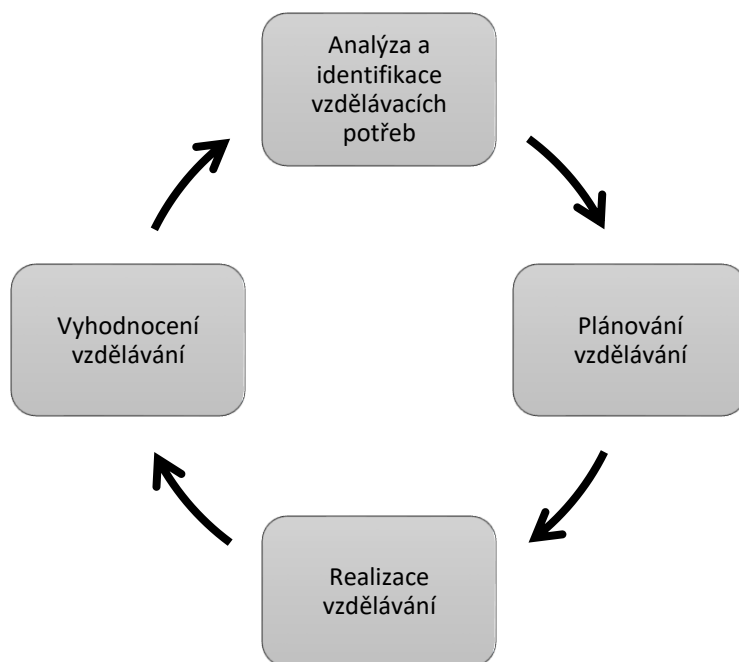 Analýza a
identifikace
vzdělávacích
potřeb
Plánování
vzdělávání
Realizace
vzdělávání
Vyhodnocení
vzdělávání